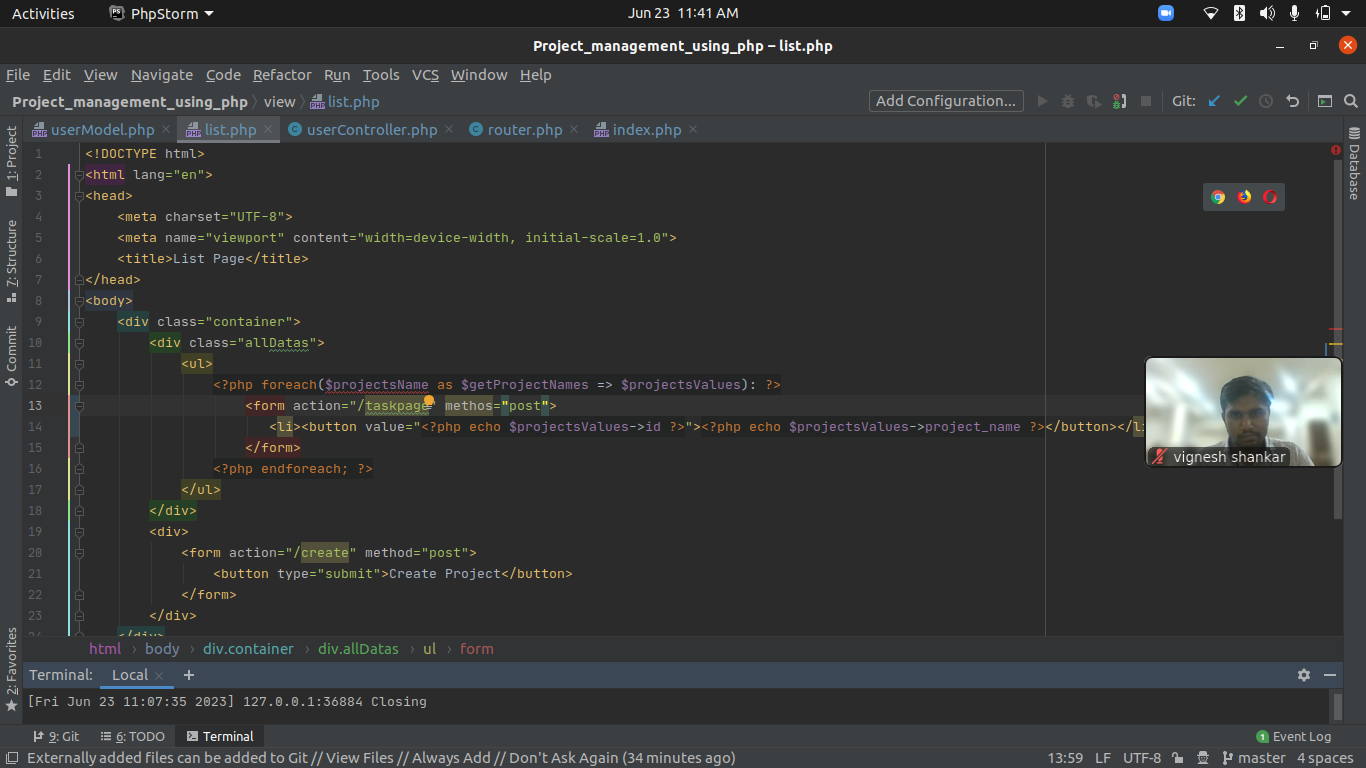 Activities PhpStorm Jun 23 11:41 AM
Project_management_using_php – list.php
File Edit View Navigate Code Refactor Run Tools VCS Window Help
Project_management_using_php view list.php Add Configuration... Git:
userModel.php list.php userController.php router.php index.php
1: Project
7: Structure
Commit
2: Favorites
Database
1 <!DOCTYPE html>
2 <html lang="en">
3 <head>
4 <meta charset="UTF-8">
5 <meta name="viewport" content="width=device-width, initial-scale=1.0">
6 <title>List Page</title>
7 </head>
8 <body>
9 <div class="container">
10 <div class="allDatas">
11 <ul>
12 <?php foreach($projectsName as $getProjectNames => $projectsValues): ?>
13 <form action="/taskpage" methos="post">
14 <li><button value="<?php echo $projectsValues->id ?>"><?php echo $projectsValues->project_name ?></button></li
15 </form>
16 <?php endforeach; ?>
17 </ul>
18 </div>
19 <div>
20 <form action="/create" method="post">
21 <button type="submit">Create Project</button>
22 </form>
23 </div>
24 </div>
vignesh shankar
html body div.container div.allDatas ul form
Terminal: Local
[Fri Jun 23 11:07:35 2023] 127.0.0.1:36884 Closing
9: Git 6: TODO Terminal 1 Event Log
Externally added files can be added to Git // View Files // Always Add // Don't Ask Again (34 minutes ago) 13:59 LF UTF-8 master 4 spaces